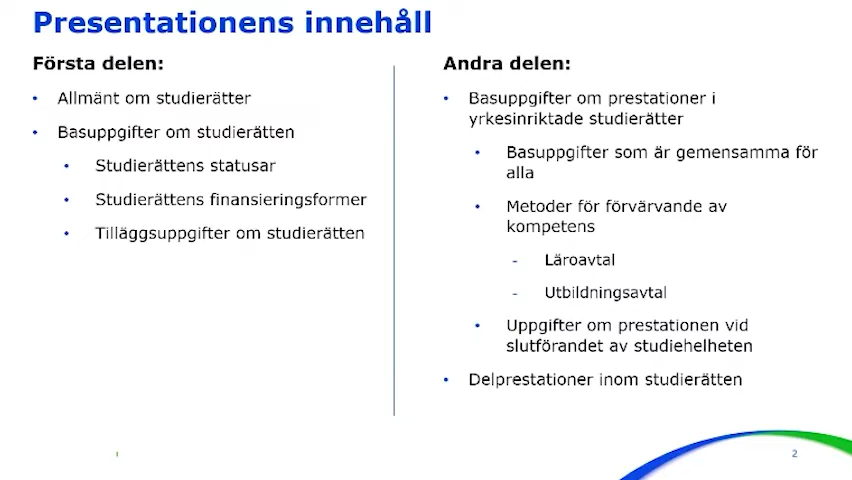 Presentationens innehåll
Första delen:
• Allmänt om studierätter
• Basuppgifter om studierätten
• Studierättens statusar
• Studierättens finansieringsformer
• Tilläggsuppgifter om studierätten
Andra delen:
• Basuppgifter om prestationer i
yrkesinriktade studierätter
• Basuppgifter som är gemensamma för
alla
• Metoder för förvärvande av
kompetens
- Läroavtal
- Utbildningsavtal
• Uppgifter om prestationen vid
slutförandet av studiehelheten
• Delprestationer inom studierätten
2